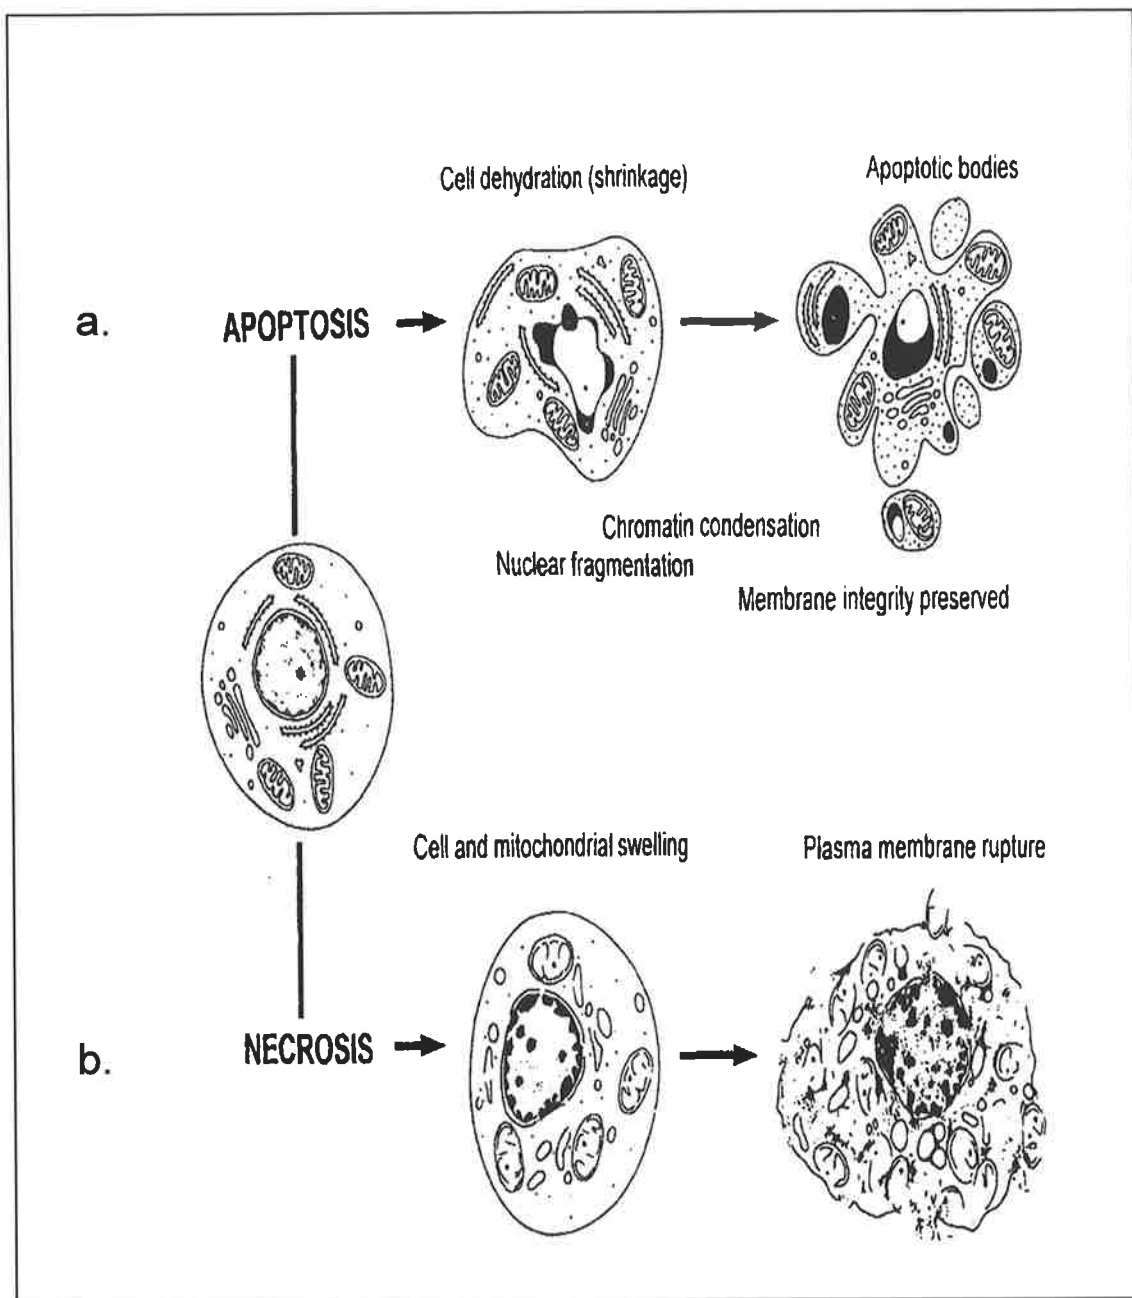 Cell dehydration (shrinkage)
Apoptotic bodies
a.
APOPTOSIS
Chromatin condensation
Nuclear fragmentation
Membrane integrity preserved
Cell and mitochondrial swelling
Plasma membrane rupture
b.
NECROSIS